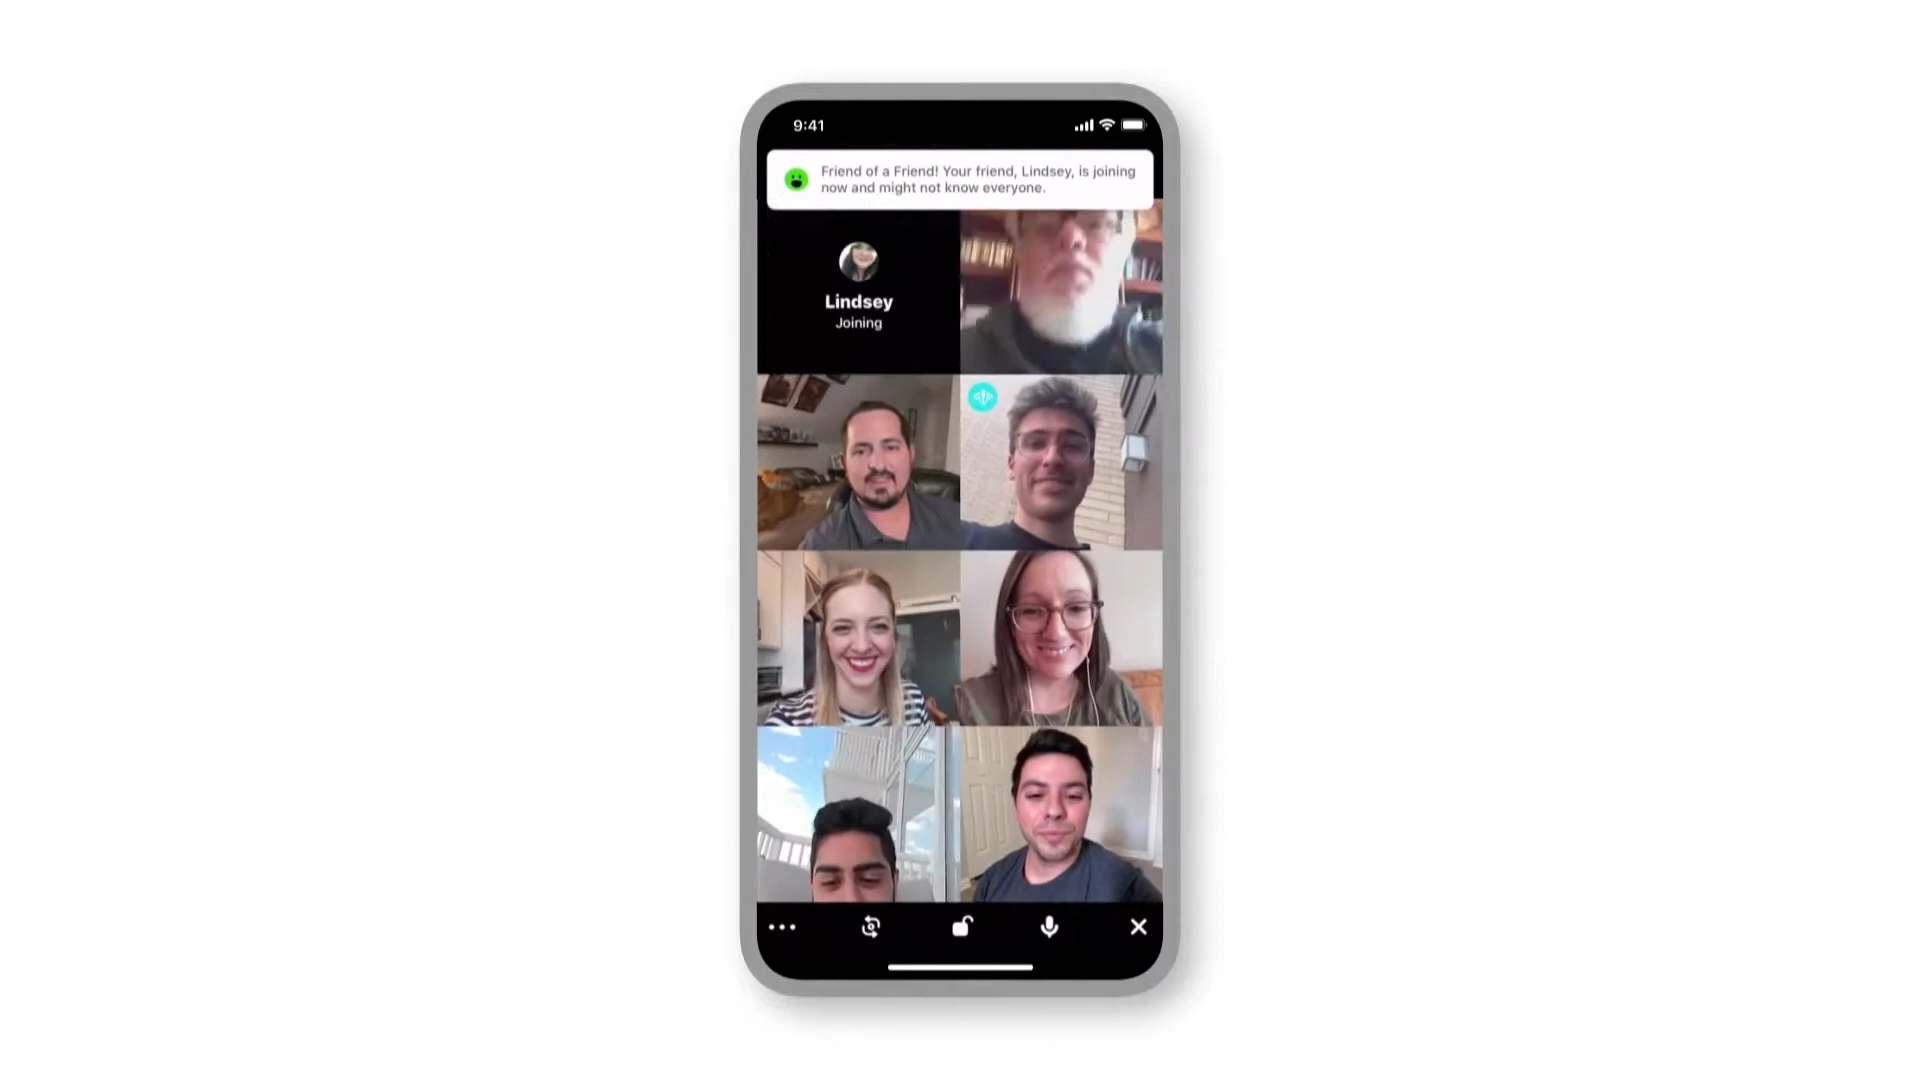 9:41
Friend of a Friend! Your friend, Lindsey, is joining
now and might not know everyone.
Lindsey
Joining